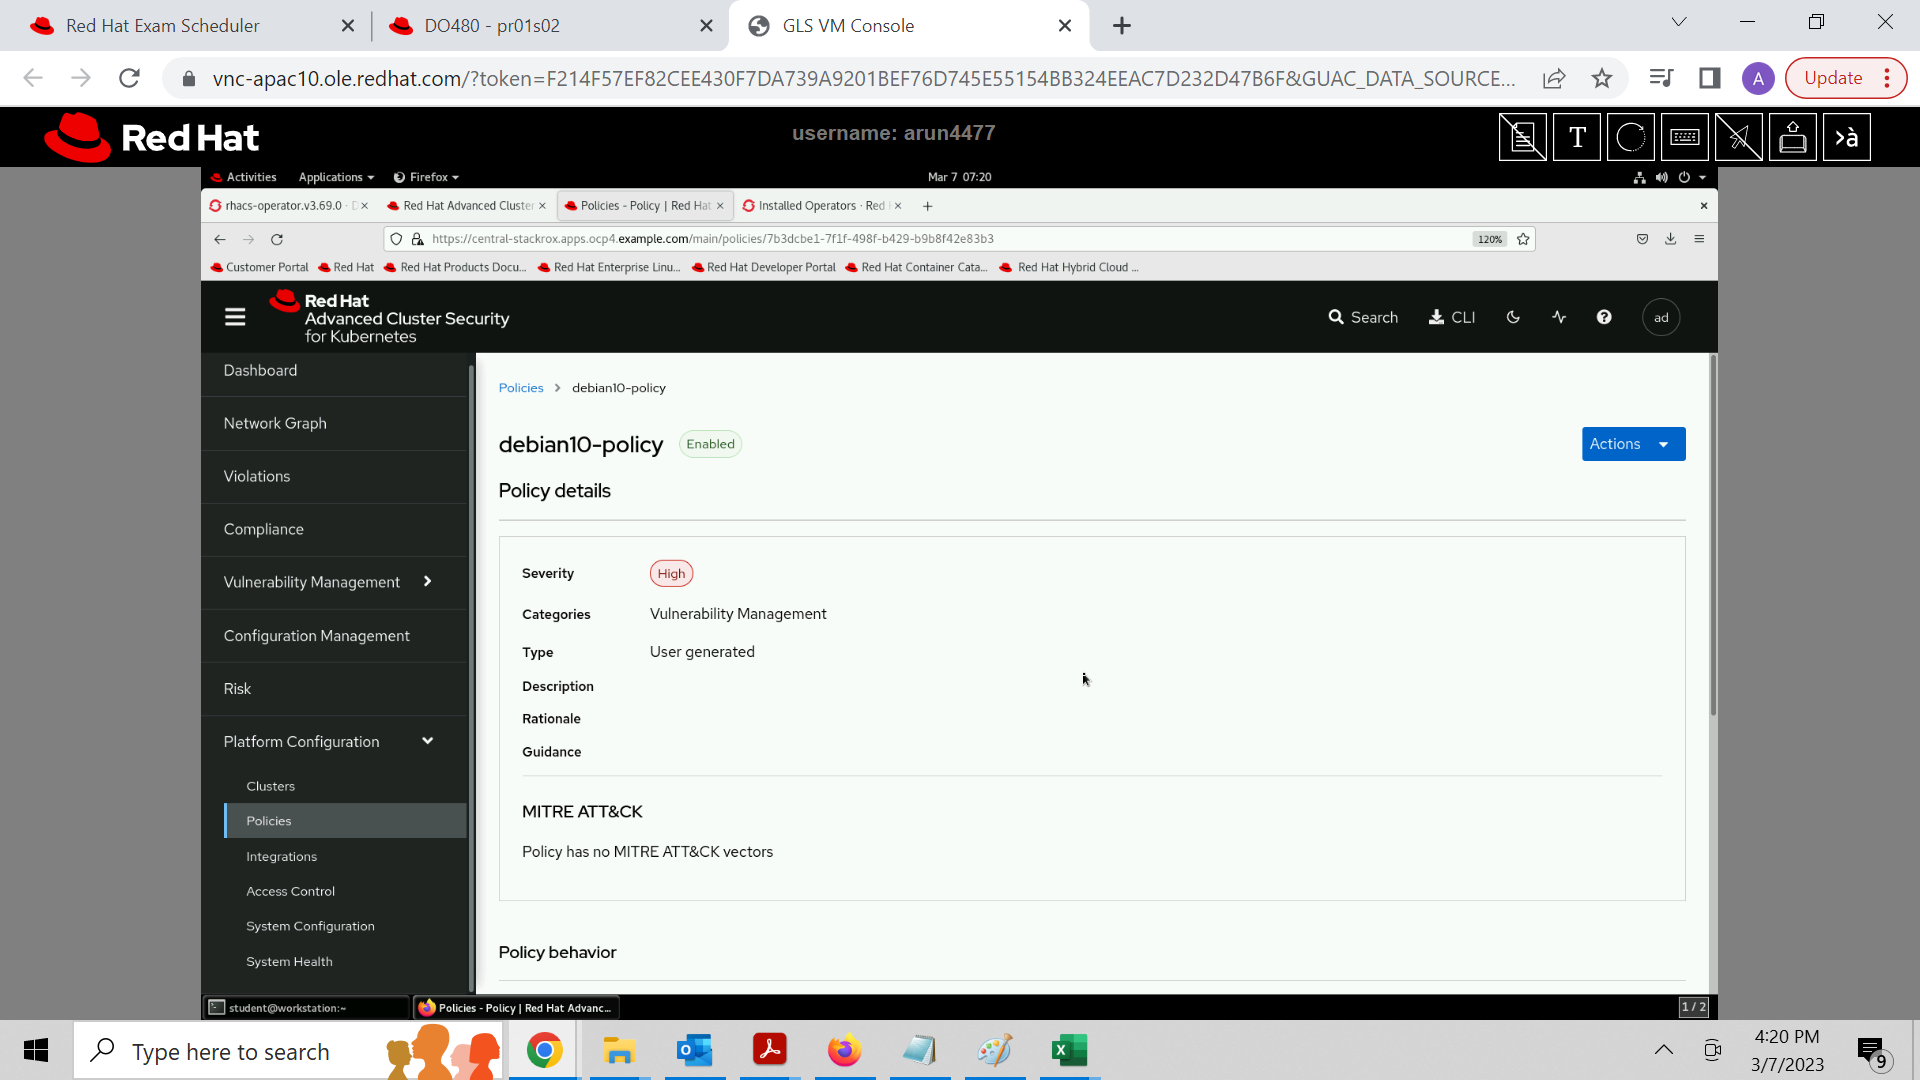 Red Hat Exam Scheduler
DO480 - pr01s02
GLS VM Console
vnc-apac10.ole.redhat.com/?token=F214F57EF82CEE430F7DA739A9201BEF76D745E55154BB324EEAC7D232D47B6F&GUAC_DATA_SOURCE...
A
Update
Red Hat
username: arun4477
T
>à
Activities
Applications
Firefox
Mar 7 07:20
rhacs-operator.v3.69.0 · D
Red Hat Advanced Cluster
Policies - Policy | Red Hat
Installed Operators · Red
https://central-stackrox.apps.ocp4.example.com/main/policies/7b3dcbe1-7f1f-498f-b429-b9b8f42e83b3
120%
Customer Portal
Red Hat
Red Hat Products Docu...
Red Hat Enterprise Linu...
Red Hat Developer Portal
Red Hat Container Cata...
Red Hat Hybrid Cloud ...
Red Hat
Advanced Cluster Security
for Kubernetes
Search
CLI
ad
Dashboard
Network Graph
Violations
Compliance
Vulnerability Management
Configuration Management
Risk
Platform Configuration
Clusters
Policies
Integrations
Access Control
System Configuration
System Health
Policies > debian10-policy
debian10-policy
Enabled
Actions
Policy details
Severity High
Categories Vulnerability Management
Type User generated
Description
Rationale
Guidance
MITRE ATT&CK
Policy has no MITRE ATT&CK vectors
Policy behavior
student@workstation:~
Policies - Policy | Red Hat Advanc...
1 / 2
Type here to search
4:20 PM
3/7/2023
9